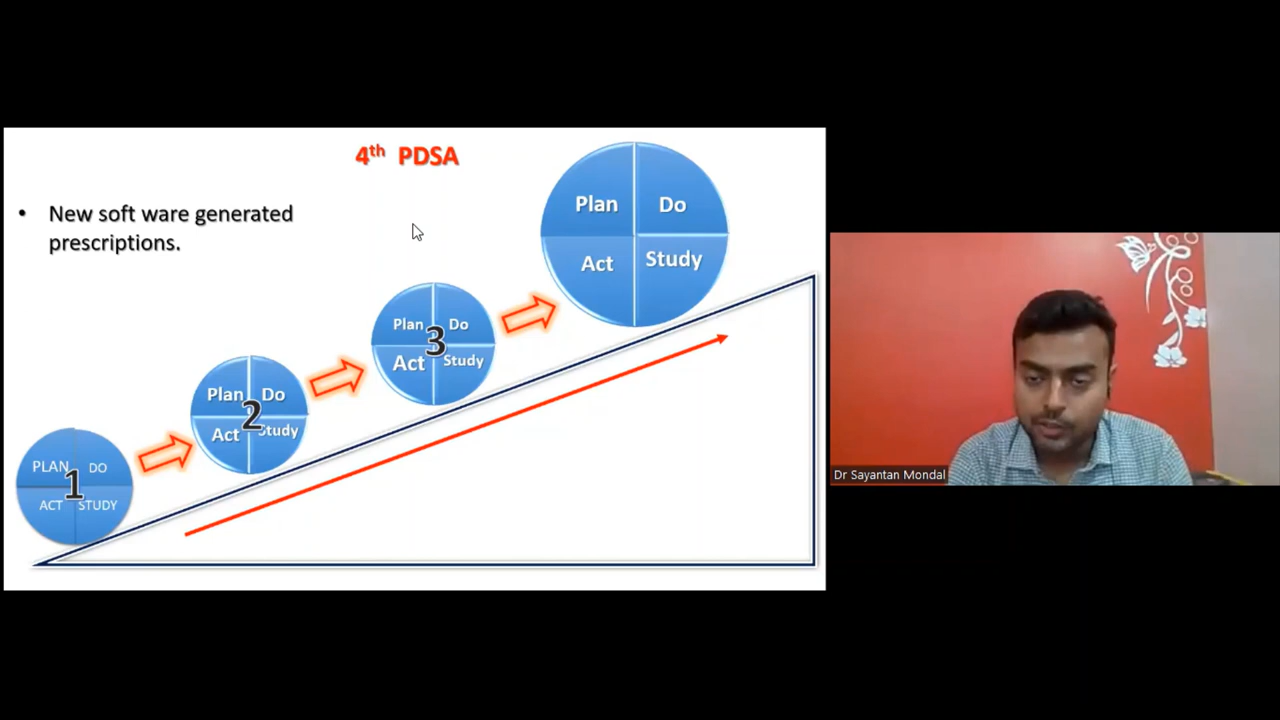 4th PDSA
• New soft ware generated
prescriptions.
Plan Do
Act Study
Plan Do
3
Act Study
Plan Do
2
Act Study
PLAN DO
1
ACT STUDY
Dr Sayantan Mondal